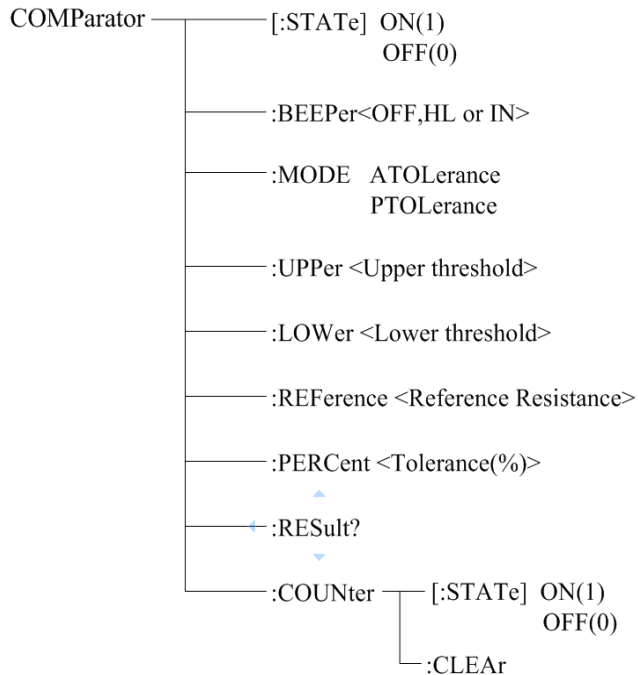 COMParator [:STATe] ON(1)
OFF(0)
:BEEPer<OFF,HL or IN>
:MODE ATOLerance
PTOLerance
:UPPer <Upper threshold>
:LOWer <Lower threshold>
:REFerence <Reference Resistance>
:PERCent <Tolerance(%)>
:RESult?
:COUNter [:STATe] ON(1)
OFF(0)
:CLEAr